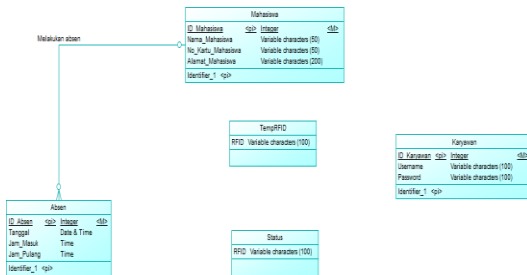 Mahasiswa
ID_Mahasiswa <pi> Integer <M>
Nama_Mahasiswa Variable characters (50)
No_Kartu_Mahasiswa Variable characters (50)
Alamat_Mahasiswa Variable characters (200)
Identifier_1 <pi>
Melakukan absen
TempRFID
RFID Variable characters (100)
Karyawan
ID_Karyawan <pi> Integer <M>
Username Variable characters (100)
Password Variable characters (100)
Identifier_1 <pi>
Absen
ID_Absen <pi> Integer <M>
Tanggal Date & Time
Jam_Masuk Time
Jam_Pulang Time
Identifier_1 <pi>
Status
RFID Variable characters (100)